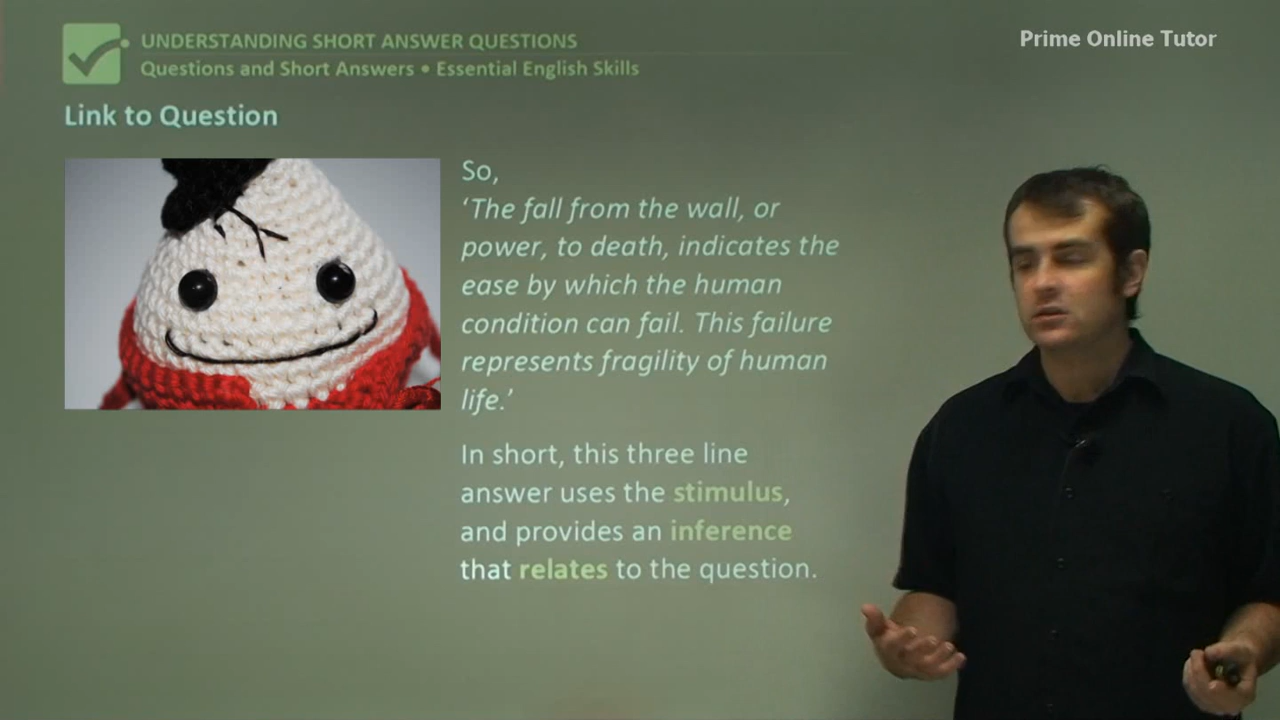 UNDERSTANDING SHORT ANSWER QUESTIONS
Questions and Short Answers • Essential English Skills
Prime Online Tutor
Link to Question
So,
‘The fall from the wall, or
power, to death, indicates the
ease by which the human
condition can fail. This failure
represents fragility of human
life.’
In short, this three line
answer uses the stimulus,
and provides an inference
that relates to the question.